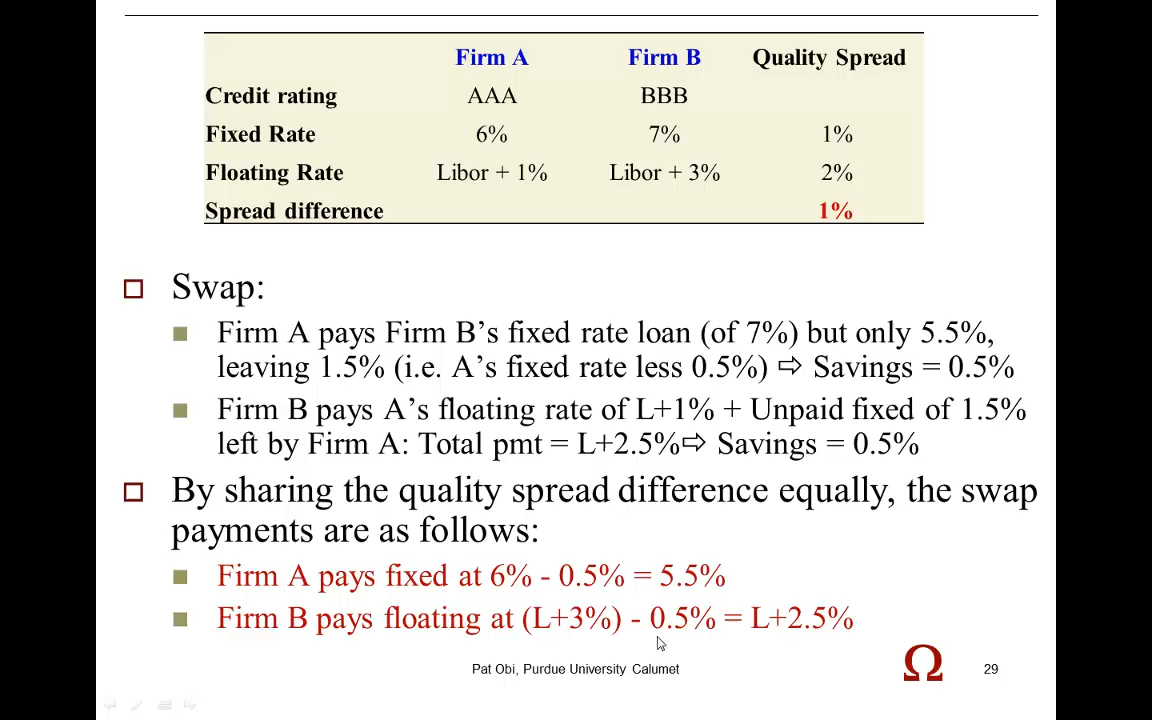 Firm A Firm B Quality Spread
Credit rating AAA BBB
Fixed Rate 6% 7% 1%
Floating Rate Libor + 1% Libor + 3% 2%
Spread difference 1%
Swap:
Firm A pays Firm B’s fixed rate loan (of 7%) but only 5.5%,
leaving 1.5% (i.e. A’s fixed rate less 0.5%) ⇨ Savings = 0.5%
Firm B pays A’s floating rate of L+1% + Unpaid fixed of 1.5%
left by Firm A: Total pmt = L+2.5%⇨ Savings = 0.5%
By sharing the quality spread difference equally, the swap
payments are as follows:
Firm A pays fixed at 6% - 0.5% = 5.5%
Firm B pays floating at (L+3%) - 0.5% = L+2.5%
Pat Obi, Purdue University Calumet Ω 29